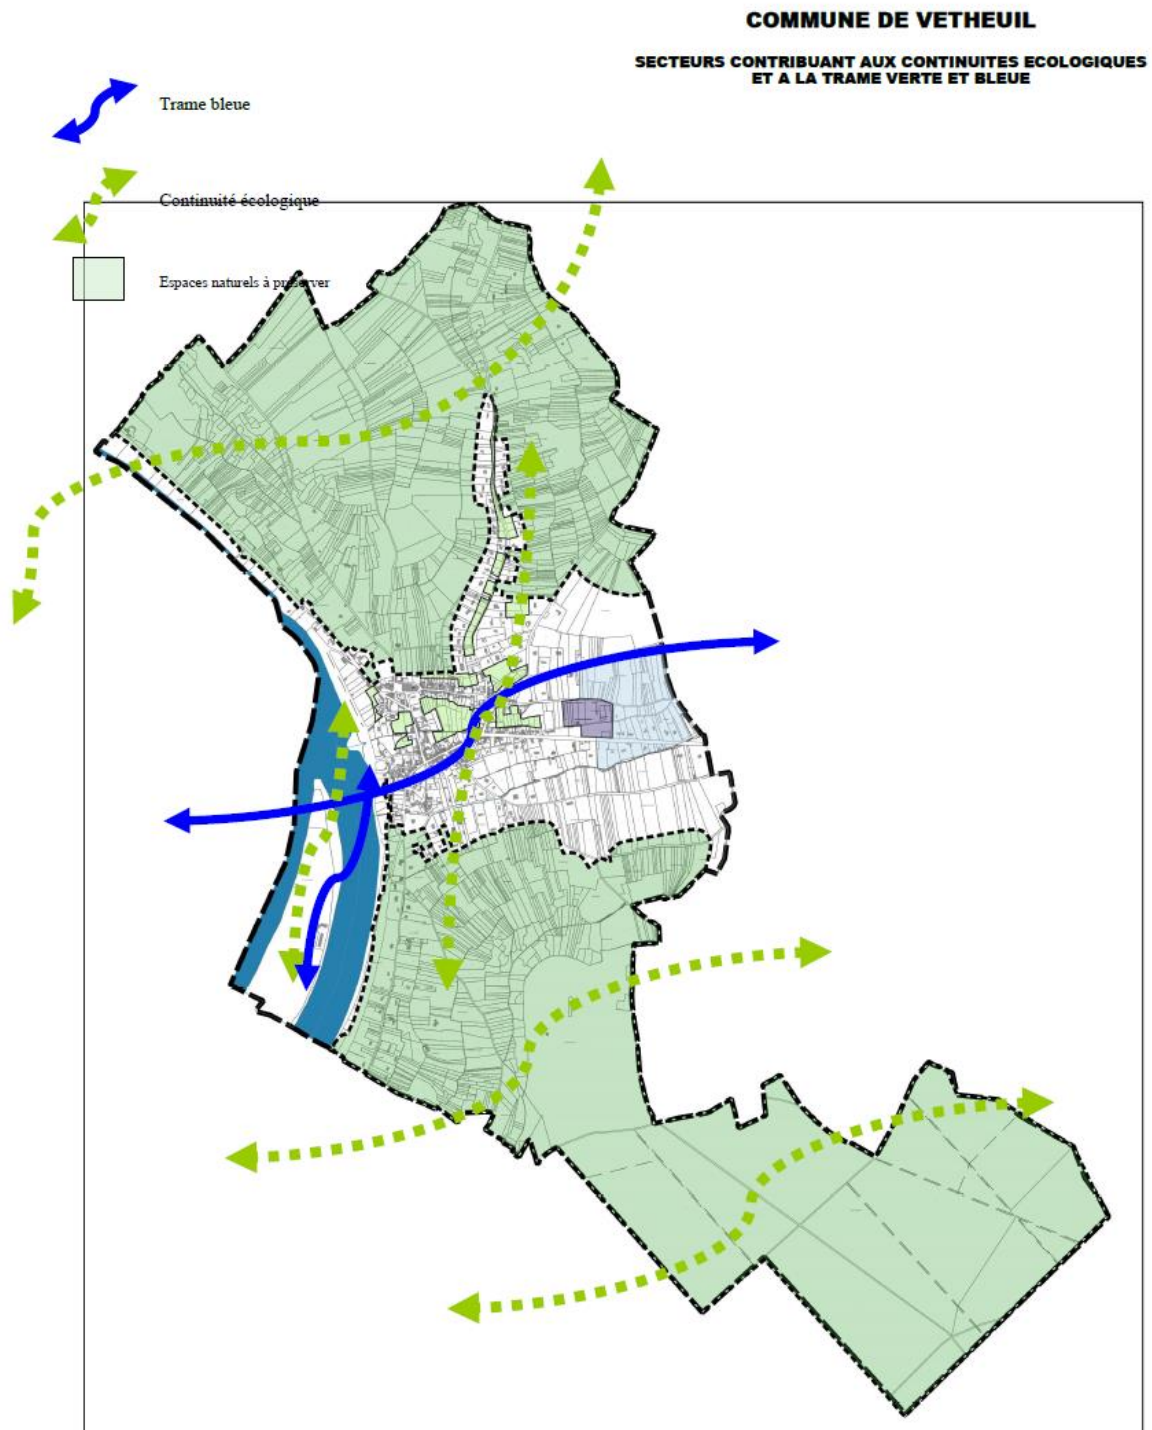 COMMUNE DE VETHEUIL
SECTEURS CONTRIBUANT AUX CONTINUITES ECOLOGIQUES
ET A LA TRAME VERTE ET BLEUE
Trame bleue
Continuité écologique
Espaces naturels à préserver